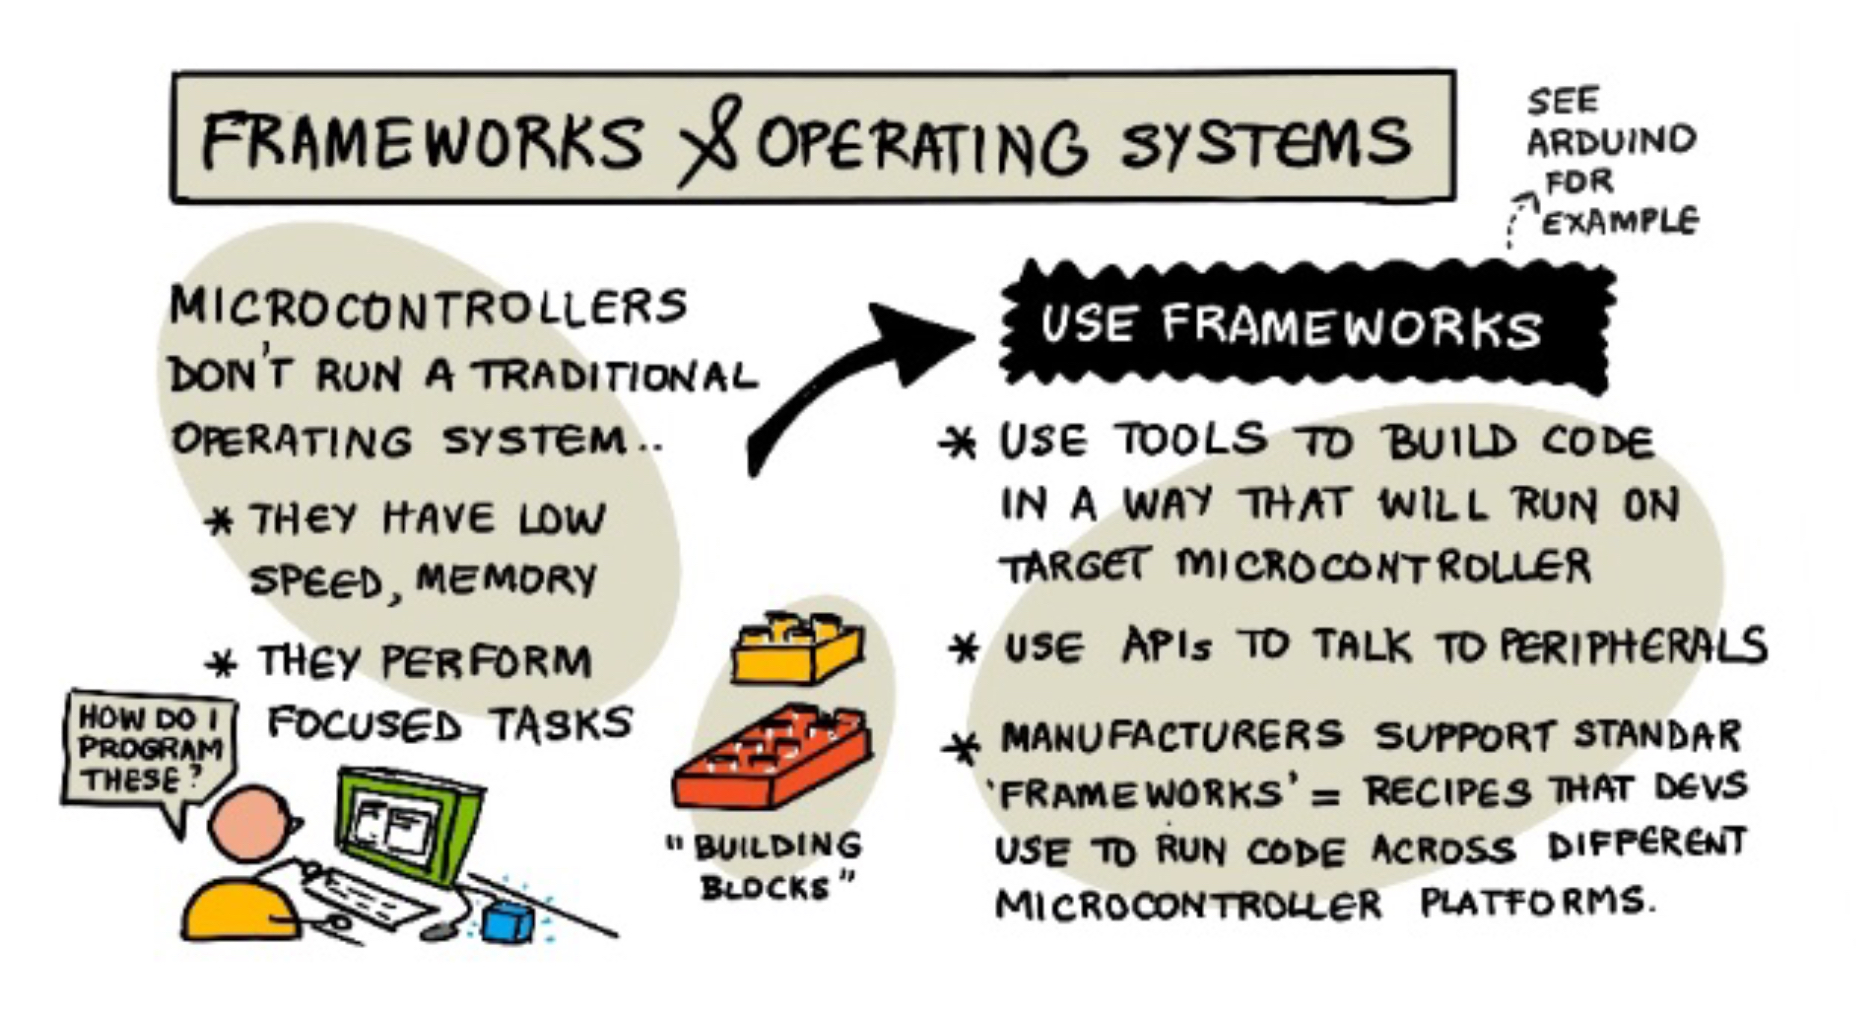 FRAMEWORKS & OPERATING SYSTEMS
SEE
ARDUINO
FOR
EXAMPLE
MICROCONTROLLERS
DON'T RUN A TRADITIONAL
OPERATING SYSTEM..
* THEY HAVE LOW
SPEED, MEMORY
* THEY PERFORM
FOCUSED TASKS
HOW DO I
PROGRAM
THESE?
"BUILDING
BLOCKS"
USE FRAMEWORKS
* USE TOOLS TO BUILD CODE
IN A WAY THAT WILL RUN ON
TARGET MICROCONTROLLER
* USE APIs TO TALK TO PERIPHERALS
* MANUFACTURERS SUPPORT STANDAR
'FRAMEWORKS' = RECIPES THAT DEVS
USE TO RUN CODE ACROSS DIFFERENT
MICROCONTROLLER PLATFORMS.